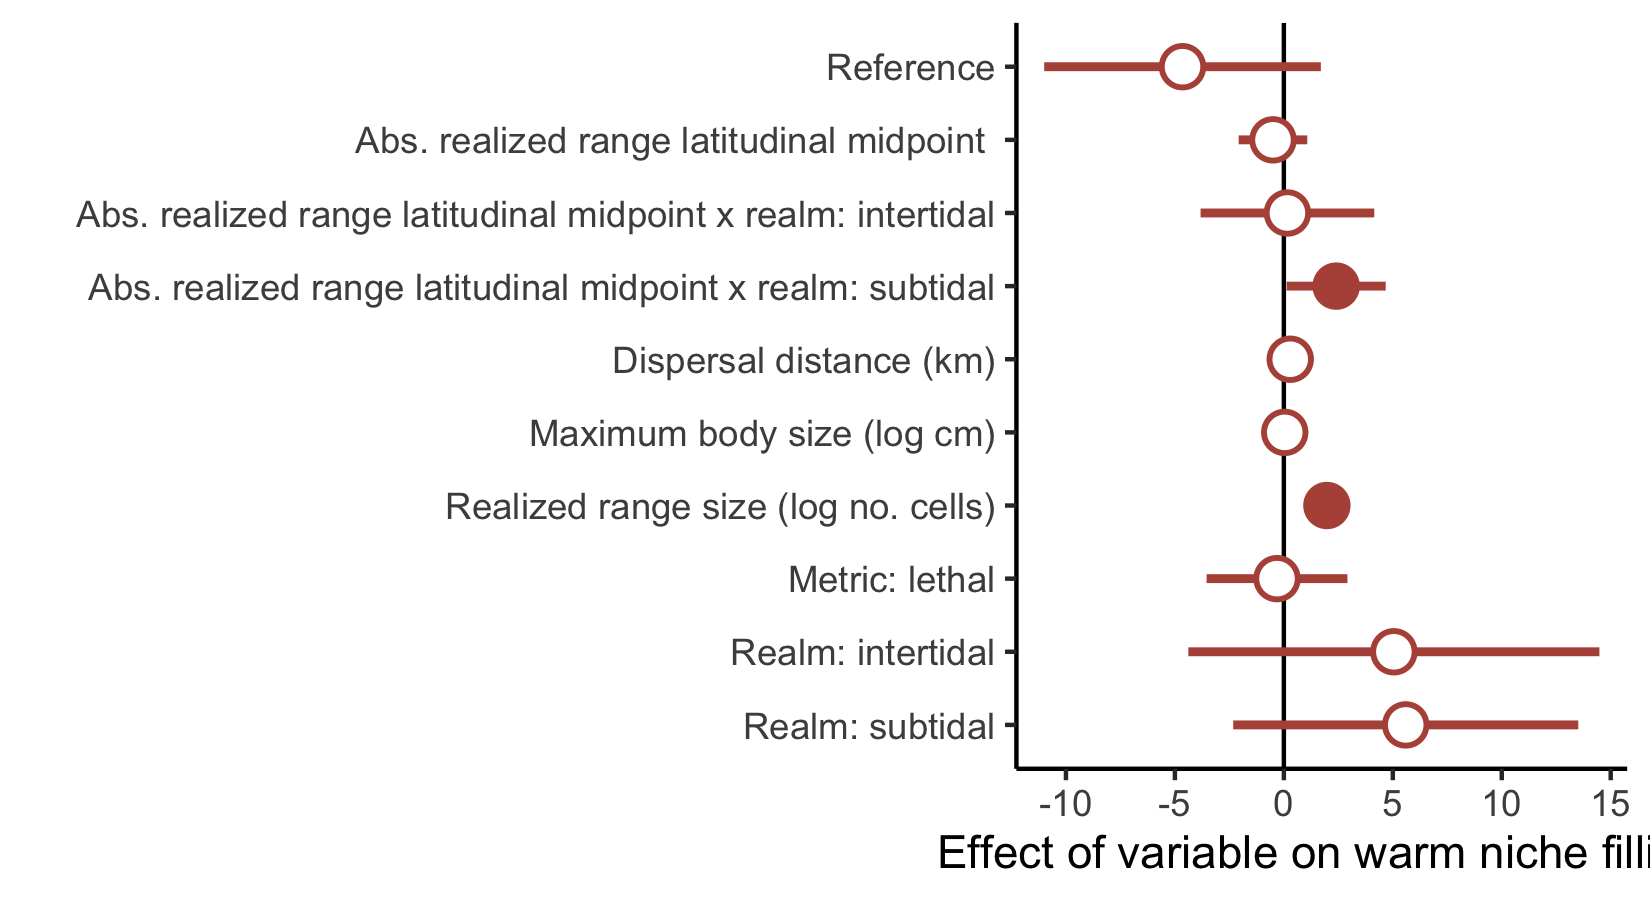 Reference
Abs. realized range latitudinal midpoint
Abs. realized range latitudinal midpoint x realm: intertidal
Abs. realized range latitudinal midpoint x realm: subtidal
Dispersal distance (km)
Maximum body size (log cm)
Realized range size (log no. cells)
Metric: lethal
Realm: intertidal
Realm: subtidal
-10 -5 0 5 10 15
Effect of variable on warm niche